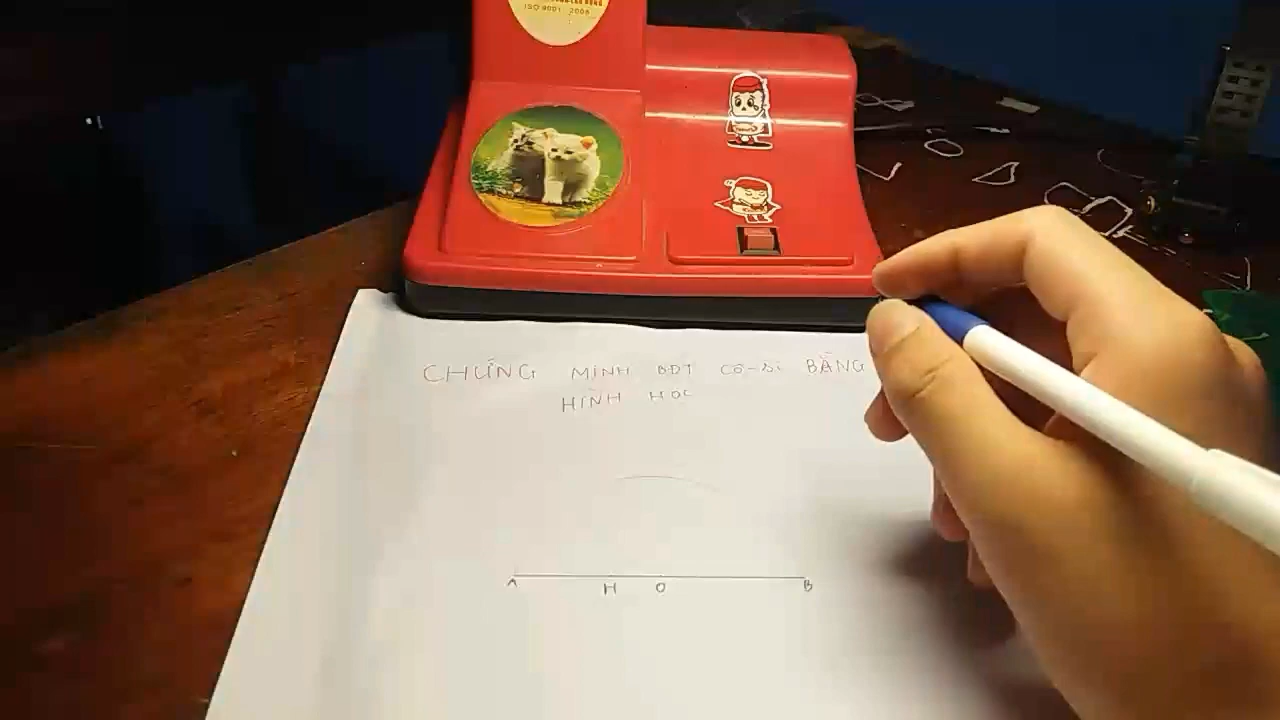 ISO 9001 : 2008
CHỨNG MINH BĐT CÔ-Si BẰNG
HÌNH HỌC
A H O B